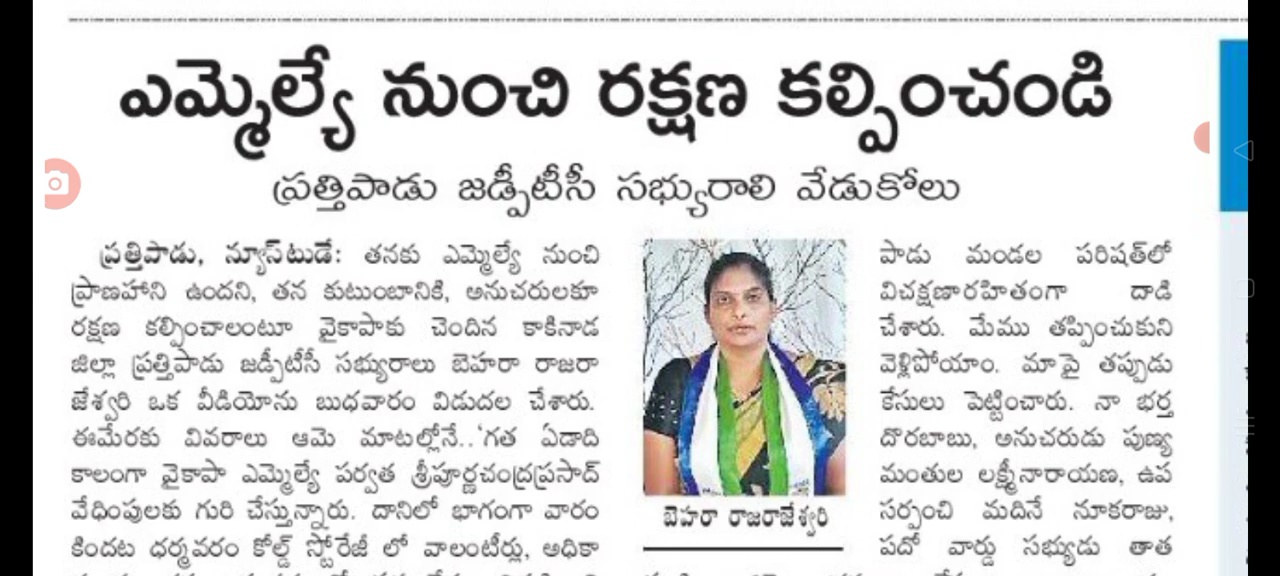 ఎమ్మెల్యే నుంచి రక్షణ కల్పించండి
ప్రత్తిపాడు జడ్పీటీసీ సభ్యురాలి వేడుకోలు
ప్రత్తిపాడు, న్యూస్‌టుడే: తనకు ఎమ్మెల్యే నుంచి
ప్రాణహాని ఉందని, తన కుటుంబానికి, అనుచరులకూ
రక్షణ కల్పించాలంటూ వైకాపాకు చెందిన కాకినాడ
జిల్లా ప్రత్తిపాడు జడ్పీటీసీ సభ్యురాలు బెహరా రాజరా
జేశ్వరి ఒక వీడియోను బుధవారం విడుదల చేశారు.
ఈమేరకు వివరాలు ఆమె మాటల్లోనే..‘గత ఏడాది
కాలంగా వైకాపా ఎమ్మెల్యే పర్వత శ్రీపూర్ణచంద్రప్రసాద్
వేధింపులకు గురి చేస్తున్నారు. దానిలో భాగంగా వారం
కిందట ధర్మవరం కోల్డ్ స్టోరేజీ లో వాలంటీర్లు, అధికా
బెహరా రాజరాజేశ్వరి
పాడు మండల పరిషత్‌లో
విచక్షణారహితంగా దాడి
చేశారు. మేము తప్పించుకుని
వెళ్లిపోయాం. మాపై తప్పుడు
కేసులు పెట్టించారు. నా భర్త
దొరబాబు, అనుచరుడు పుణ్య
మంతుల లక్ష్మీనారాయణ, ఉప
సర్పంచి మదినే నూకరాజు,
పదో వార్డు సభ్యుడు తాత